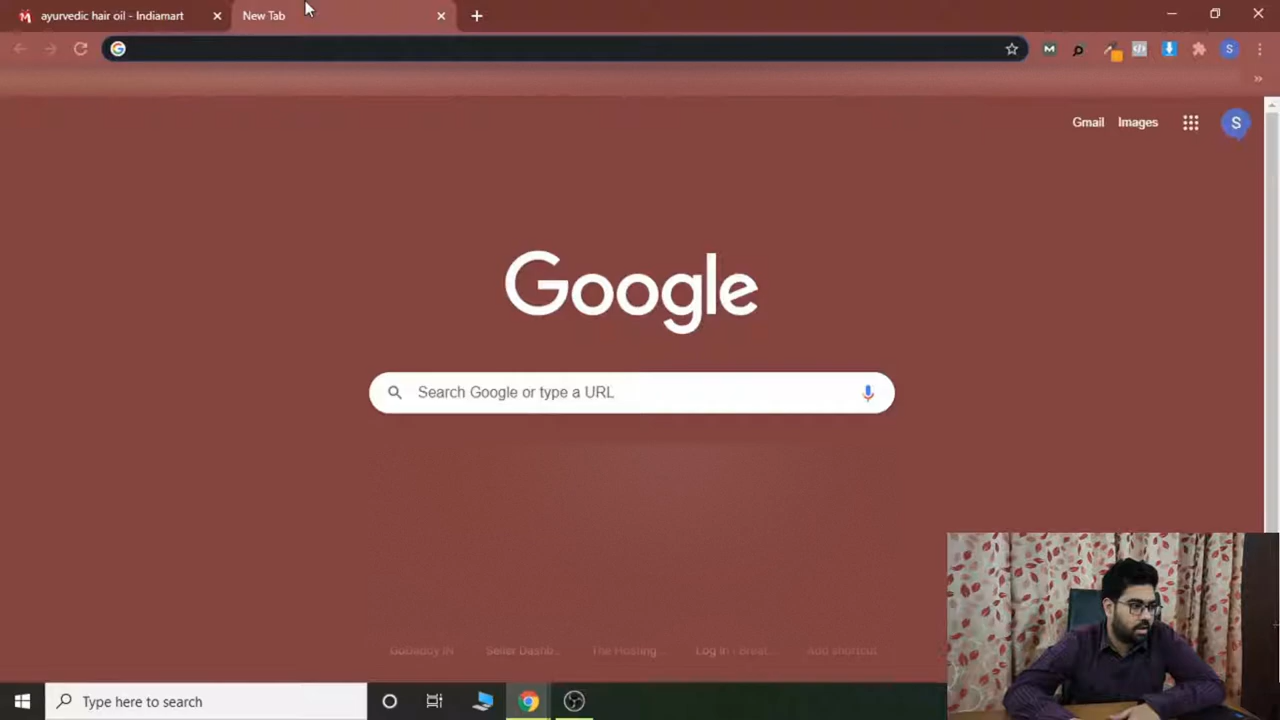 ayurvedic hair oil - Indiamart
New Tab
Gmail Images
S
Google
Search Google or type a URL
GoDaddy IN Seller Dashb... The Hosting... Log In | Breat... Add shortcut
Type here to search